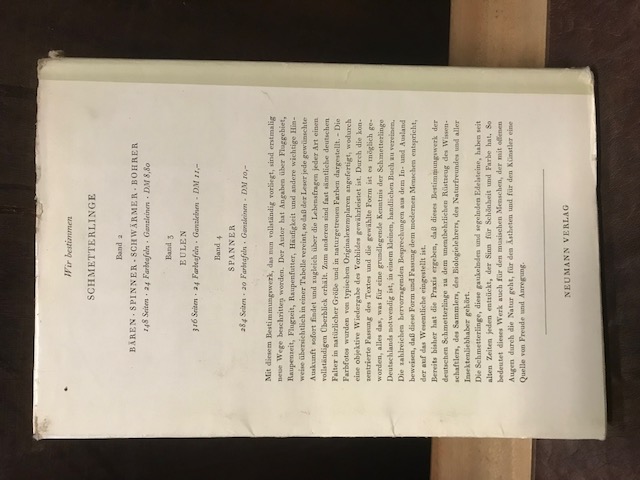 Wir bestimmen
SCHMETTERLINGE
Band 2
BÄREN · SPINNER · SCHWÄRMER · BOHRER
248 Seiten · 24 Farbtafeln · Ganzleinen · DM 8,80
Band 3
EULEN
316 Seiten · 24 Farbtafeln · Ganzleinen · DM 11,–
Band 4
SPANNER
284 Seiten · 20 Farbtafeln · Ganzleinen · DM 10,–
Mit diesem Bestimmungswerk, das nun vollständig vorliegt, sind erstmalig
neue Wege beschritten worden. Der Autor hat Angaben über Fluggebiet,
Raupenzeit, Flugzeit, Raupenfutter, Häufigkeit und andere wichtige Hin-
weise übersichtlich in einer Tabelle vereint, so daß der Leser jede gewünschte
Auskunft sofort findet und zugleich über die Lebensfragen jeder Art einen
vollständigen Überblick erhält. Zum anderen sind fast sämtliche deutschen
Falter in natürlicher Größe und in naturgetreuen Farben dargestellt. – Die
Farbfotos wurden von typischen Originalexemplaren angefertigt, wodurch
eine objektive Wiedergabe des Vorbildes gewährleistet ist. Durch die kon-
zentrierte Fassung des Textes und die gewählte Form ist es möglich ge-
worden, alles das, was für eine grundlegende Kenntnis der Schmetterlinge
Deutschlands notwendig ist, in einem kleinen, handlichen Buch zu vereinen.
Die zahlreichen hervorragenden Besprechungen aus dem In- und Ausland
beweisen, daß diese Form und Fassung dem modernen Menschen entspricht,
der auf das Wesentliche eingestellt ist.
Bereits bisher hat die Praxis ergeben, daß dieses Bestimmungswerk der
deutschen Schmetterlinge zu dem unentbehrlichen Rüstzeug des Wissen-
schaftlers, des Sammlers, des Biologielehrers, des Naturfreundes und aller
Insektenliebhaber gehört.
Die Schmetterlinge, diese gaukelnden und segelnden Edelsteine, haben seit
alten Zeiten jeden entzückt, der Sinn für Schönheit und Farbe hat. So
bedeutet dieses Werk auch für den musischen Menschen, der mit offenen
Augen durch die Natur geht, für den Ästheten und für den Künstler eine
Quelle von Freude und Anregung.
NEUMANN VERLAG